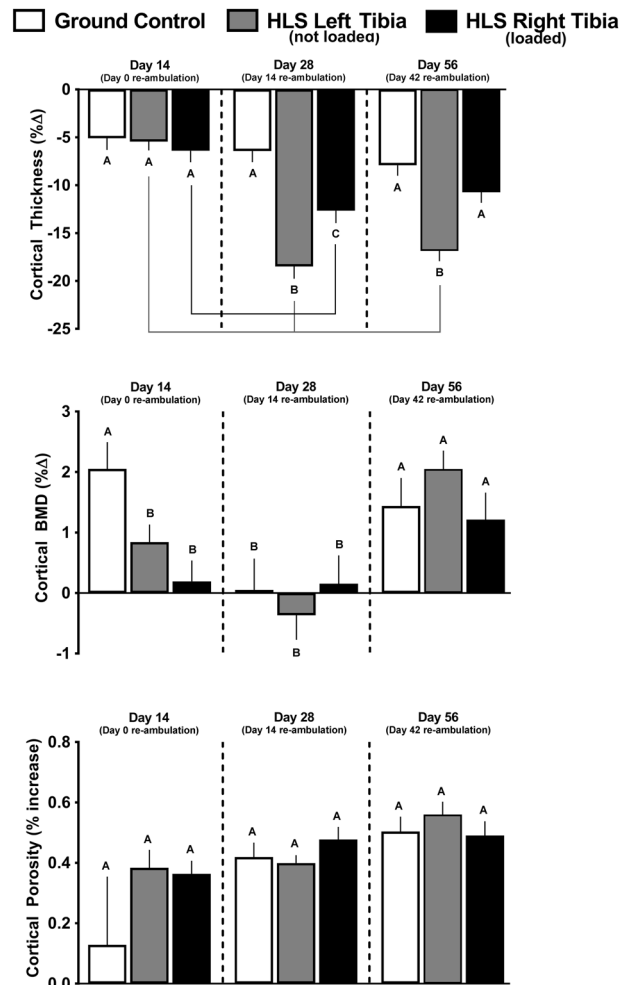 Ground Control HLS Left Tibia HLS Right Tibia
(not loaded) (loaded)
Day 14 Day 28 Day 56
(Day 0 re-ambulation) (Day 14 re-ambulation) (Day 42 re-ambulation)
Cortical Thickness (%Δ)
0
-5
-10
-15
-20
-25
A A A A B C A B A
Day 14 Day 28 Day 56
(Day 0 re-ambulation) (Day 14 re-ambulation) (Day 42 re-ambulation)
Cortical BMD (%Δ)
3
2
1
0
-1
A B B B B B A A A
Day 14 Day 28 Day 56
(Day 0 re-ambulation) (Day 14 re-ambulation) (Day 42 re-ambulation)
Cortical Porosity (% increase)
0.8
0.6
0.4
0.2
0.0
A A A A A A A A A